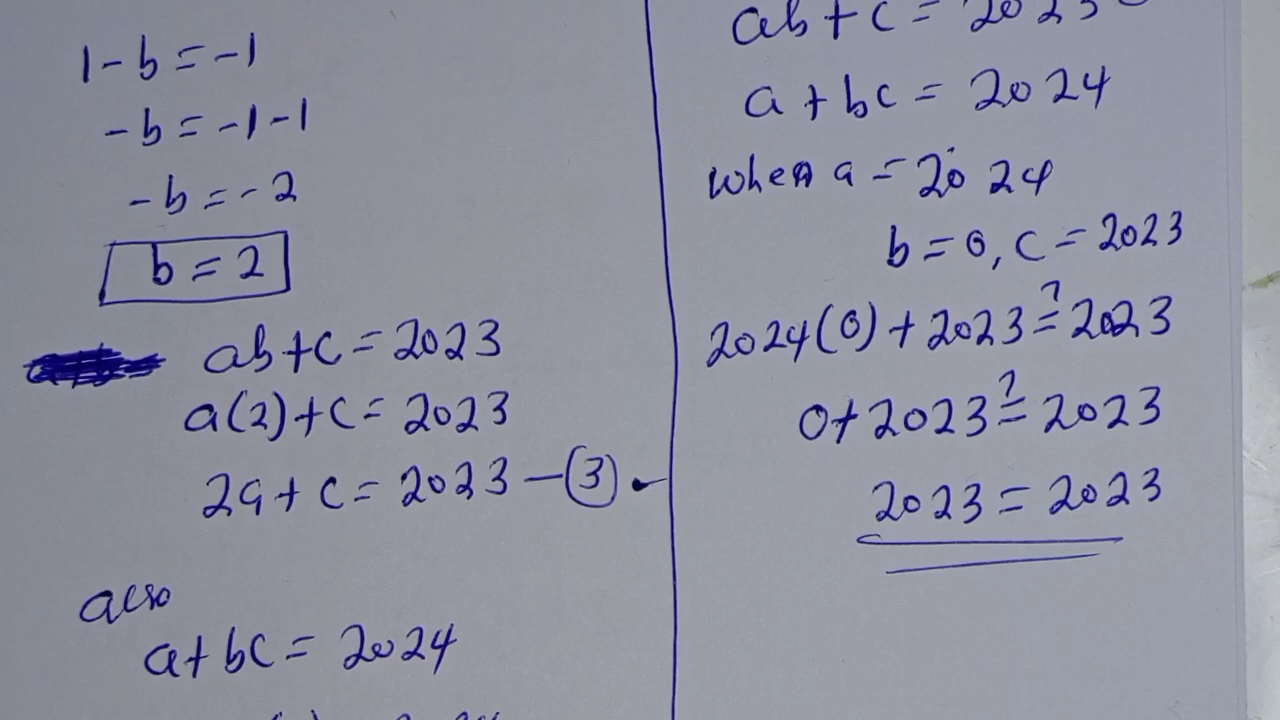 1-b=-1
-b=-1-1
-b=-2
b=2
ab+c=2023
a(2)+c=2023
2a+c=2023-(3)
also
a+bc=2024
ab+c=2023
a+bc=2024
when a=2024
b=0, c=2023
2024(0)+2023?=2023
0+2023?=2023
2023=2023